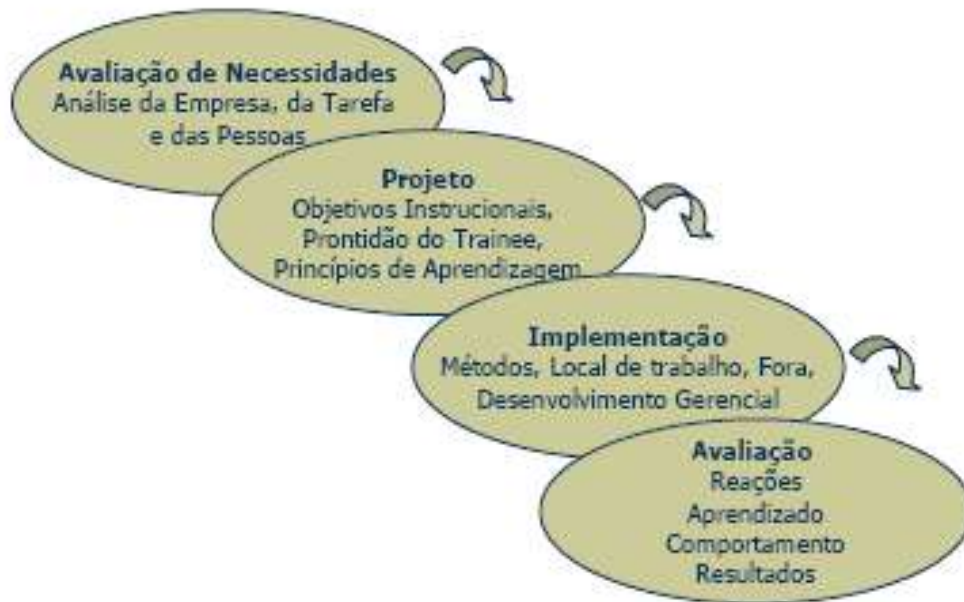 Avaliação de Necessidades
Análise da Empresa, da Tarefa
e das Pessoas
Projeto
Objetivos Instrucionais,
Prontidão do Trainee,
Princípios de Aprendizagem
Implementação
Métodos, Local de trabalho, Fora,
Desenvolvimento Gerencial
Avaliação
Reações
Aprendizado
Comportamento
Resultados